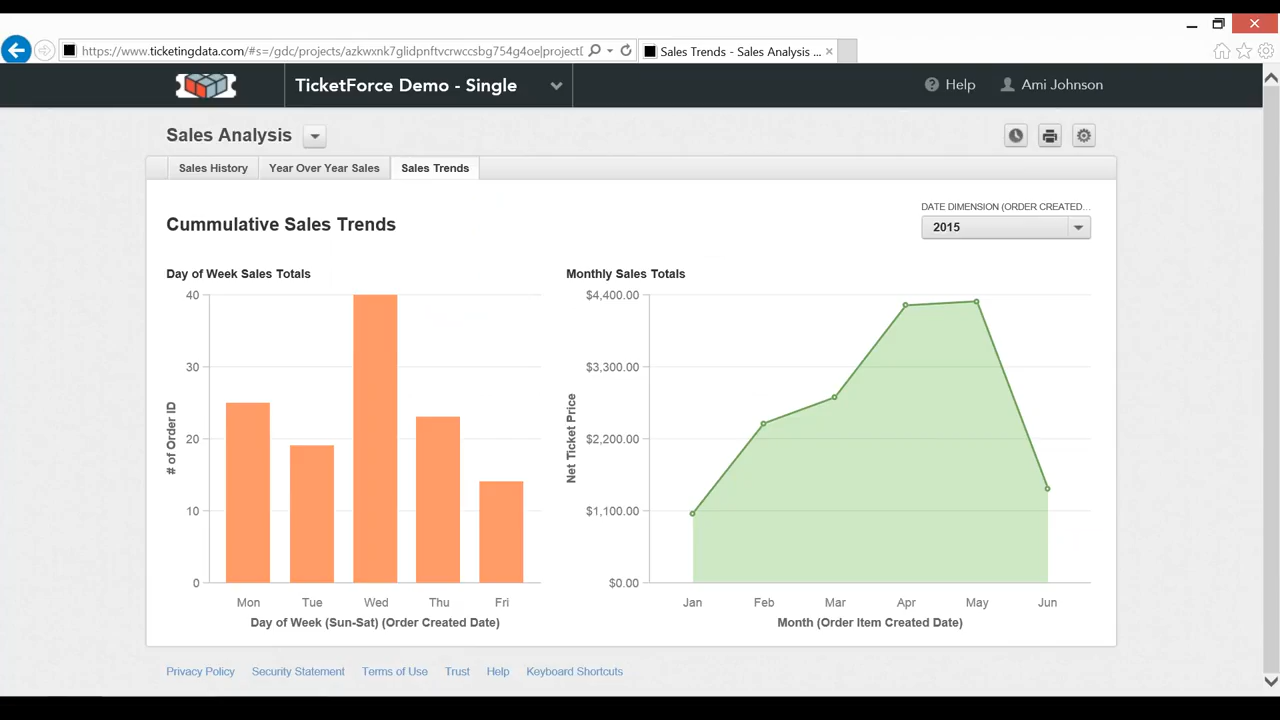 https://www.ticketingdata.com/#s=/gdc/projects/azkwxnk7glidpnftvcrwccsbg754g4oe|project
Sales Trends - Sales Analysis ...
TicketForce Demo - Single
Help
Ami Johnson
Sales Analysis
Sales History
Year Over Year Sales
Sales Trends
Cummulative Sales Trends
DATE DIMENSION (ORDER CREATED...
2015
Day of Week Sales Totals
# of Order ID
40
30
20
10
0
Mon Tue Wed Thu Fri
Day of Week (Sun-Sat) (Order Created Date)
Monthly Sales Totals
Net Ticket Price
$4,400.00
$3,300.00
$2,200.00
$1,100.00
$0.00
Jan Feb Mar Apr May Jun
Month (Order Item Created Date)
Privacy Policy Security Statement Terms of Use Trust Help Keyboard Shortcuts